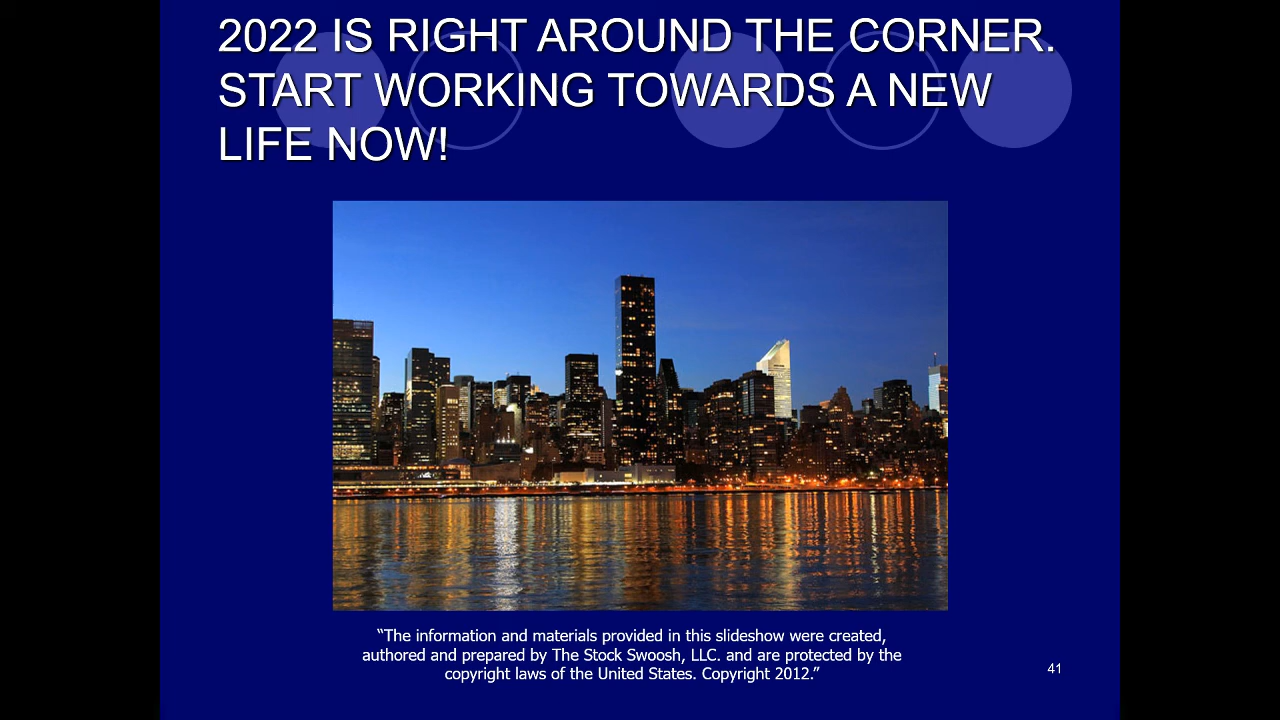 2022 IS RIGHT AROUND THE CORNER.
START WORKING TOWARDS A NEW
LIFE NOW!
“The information and materials provided in this slideshow were created,
authored and prepared by The Stock Swoosh, LLC. and are protected by the
copyright laws of the United States. Copyright 2012.”
41